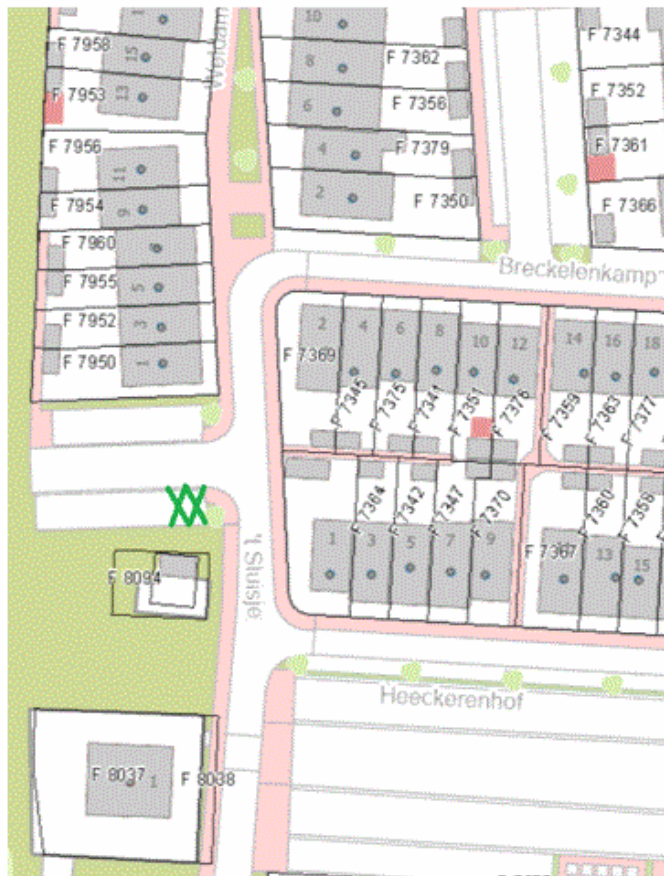 10
F 7344
F 7958
15
8
F 7362
F 7352
F 7953
13
6
F 7356
F 7361
F 7956
4
F 7379
11
2
F 7350
F 7366
F 7954
9
F 7960
Breckelenkamp
F 7955
5
F 7952
3
2
4
6
8
10
12
14
16
18
F 7950
1
F 7369
F 7345
F 7375
F 7341
F 7351
F 7376
F 7359
F 7363
F 7377
XX
F 7364
F 7342
F 7347
F 7370
F 7360
F 7358
't Sluisje
1
3
5
7
9
F 7367
13
15
F 8094
Heeckerenhof
F 8037
1
F 8038